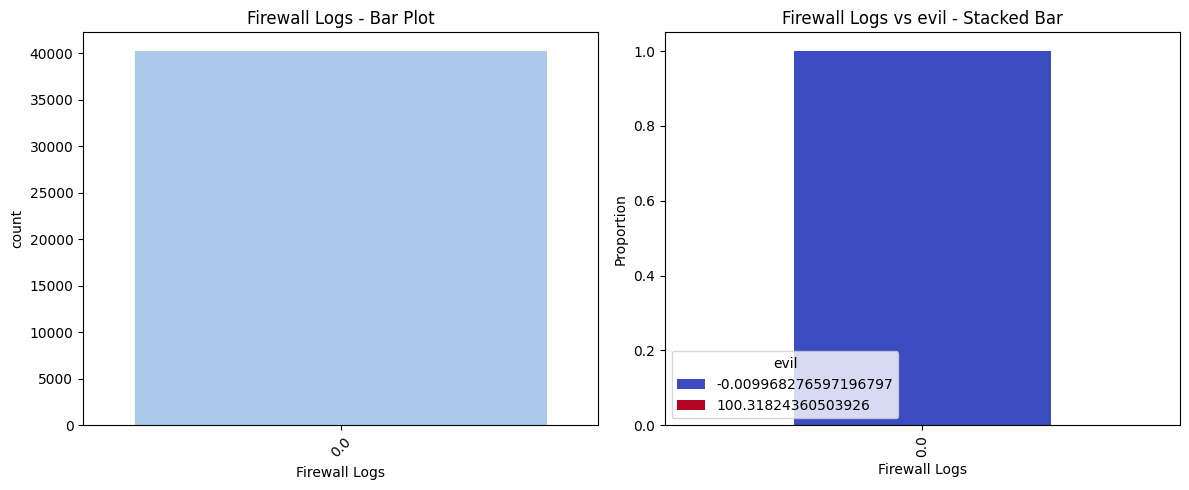 Firewall Logs - Bar Plot
count
40000
35000
30000
25000
20000
15000
10000
5000
0
0.0
Firewall Logs
Firewall Logs vs evil - Stacked Bar
Proportion
1.0
0.8
0.6
0.4
0.2
0.0
evil
-0.009968276597196797
100.31824360503926
0.0
Firewall Logs